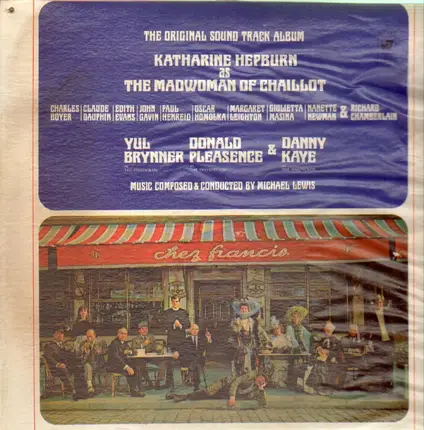 THE ORIGINAL SOUND TRACK ALBUM
KATHARINE HEPBURN
as
THE MADWOMAN OF CHAILLOT
CHARLES BOYER | CLAUDE DAUPHIN | EDITH EVANS | JOHN GAVIN | PAUL HENREID | OSCAR HOMOLKA | MARGARET LEIGHTON | GIULIETTA MASINA | NANETTE NEWMAN & RICHARD CHAMBERLAIN
YUL BRYNNER DONALD PLEASENCE & DANNY KAYE
MUSIC COMPOSED & CONDUCTED BY MICHAEL LEWIS
chez francis